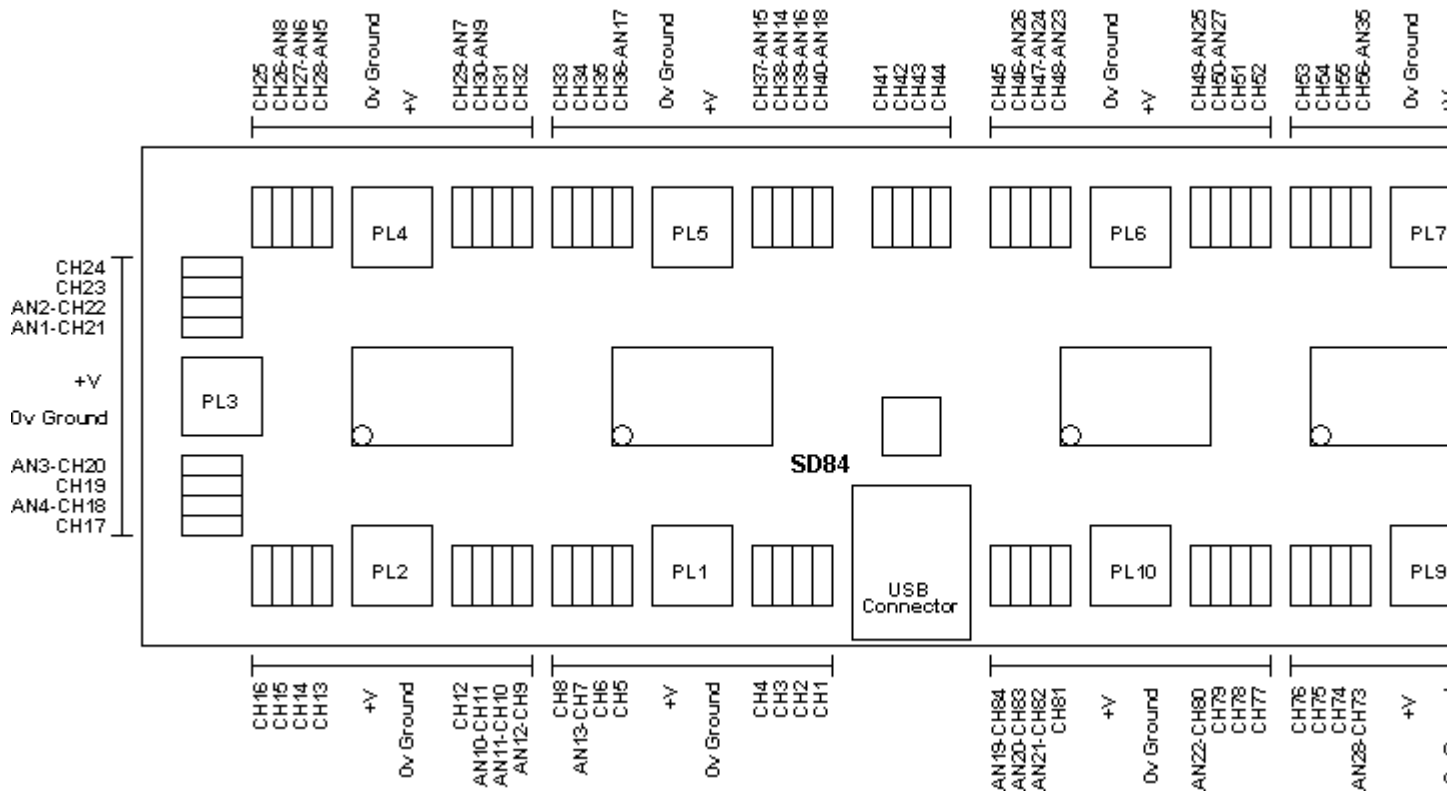 CH25
CH26-AN8
CH27-AN6
CH28-AN5
0v Ground
+V
CH29-AN7
CH30-AN9
CH31
CH32
CH33
CH34
CH35
CH36-AN17
0v Ground
+V
CH37-AN15
CH38-AN14
CH39-AN16
CH40-AN18
CH41
CH42
CH43
CH44
CH45
CH46-AN26
CH47-AN24
CH48-AN23
0v Ground
+V
CH49-AN25
CH50-AN27
CH51
CH52
CH53
CH54
CH55
CH56-AN35
0v Ground
+V
PL4
PL5
PL6
PL7
CH24
CH23
AN2-CH22
AN1-CH21
+V
0v Ground
PL3
AN3-CH20
CH19
AN4-CH18
CH17
SD84
PL2
PL1
USB
Connector
PL10
PL9
CH16
CH15
CH14
CH13
+V
0v Ground
CH12
AN10-CH11
AN11-CH10
AN12-CH9
CH8
AN13-CH7
CH6
CH5
+V
0v Ground
CH4
CH3
CH2
CH1
AN19-CH84
AN20-CH83
AN21-CH82
CH81
+V
0v Ground
AN22-CH80
CH79
CH78
CH77
CH76
CH75
CH74
AN28-CH73
+V